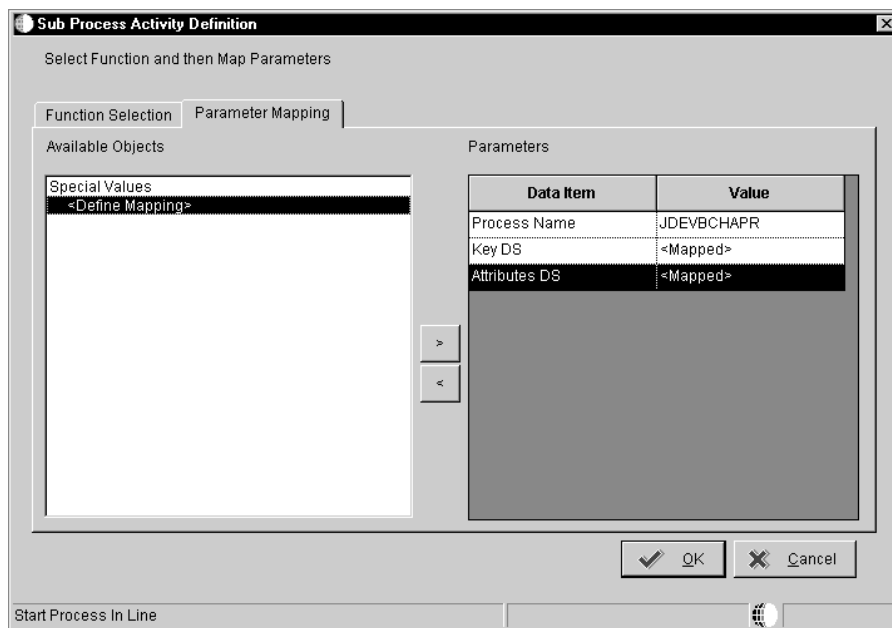 Sub Process Activity Definition
Select Function and then Map Parameters
Function Selection
Parameter Mapping
Available Objects
Special Values
<Define Mapping>
>
<
Parameters
Data Item Value
Process Name JDEVBCHAPR
Key DS <Mapped>
Attributes DS <Mapped>
OK
Cancel
Start Process In Line